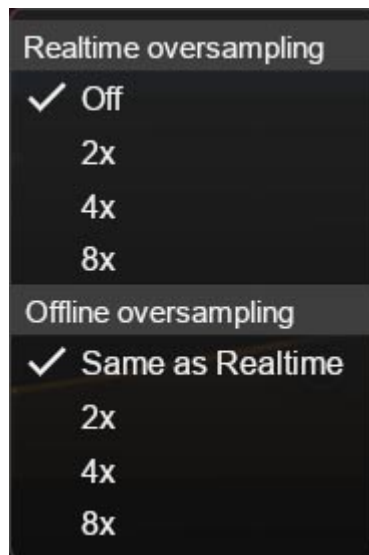 Realtime oversampling
Off
2x
4x
8x
Offline oversampling
Same as Realtime
2x
4x
8x